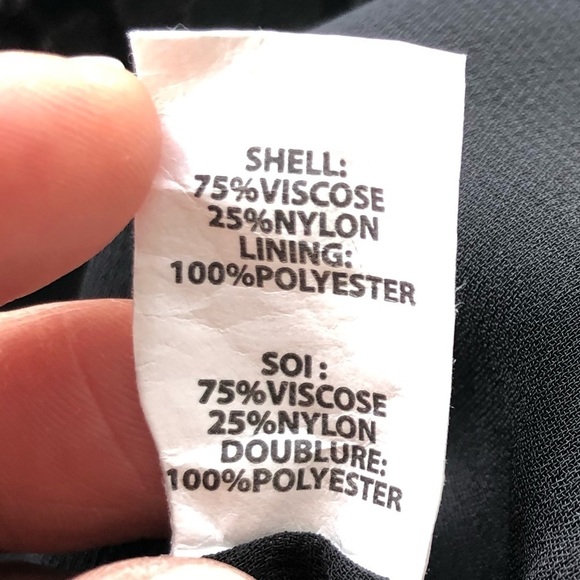 SHELL:
75%VISCOSE
25%NYLON
LINING:
100%POLYESTER
SOI :
75%VISCOSE
25%NYLON
DOUBLURE:
100%POLYESTER